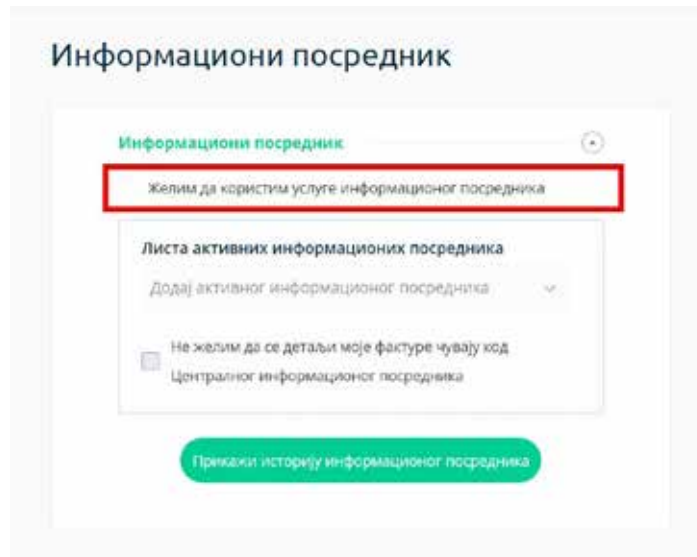 Информациони посредник
Информациони посредник
Желим да користим услуге информационог посредника
Листа активних информационих посредника
Додај активног информационог посредника
Не желим да се детаљи моје фактуре чувају код
Централног информационог посредника
Прикажи историју информационог посредника